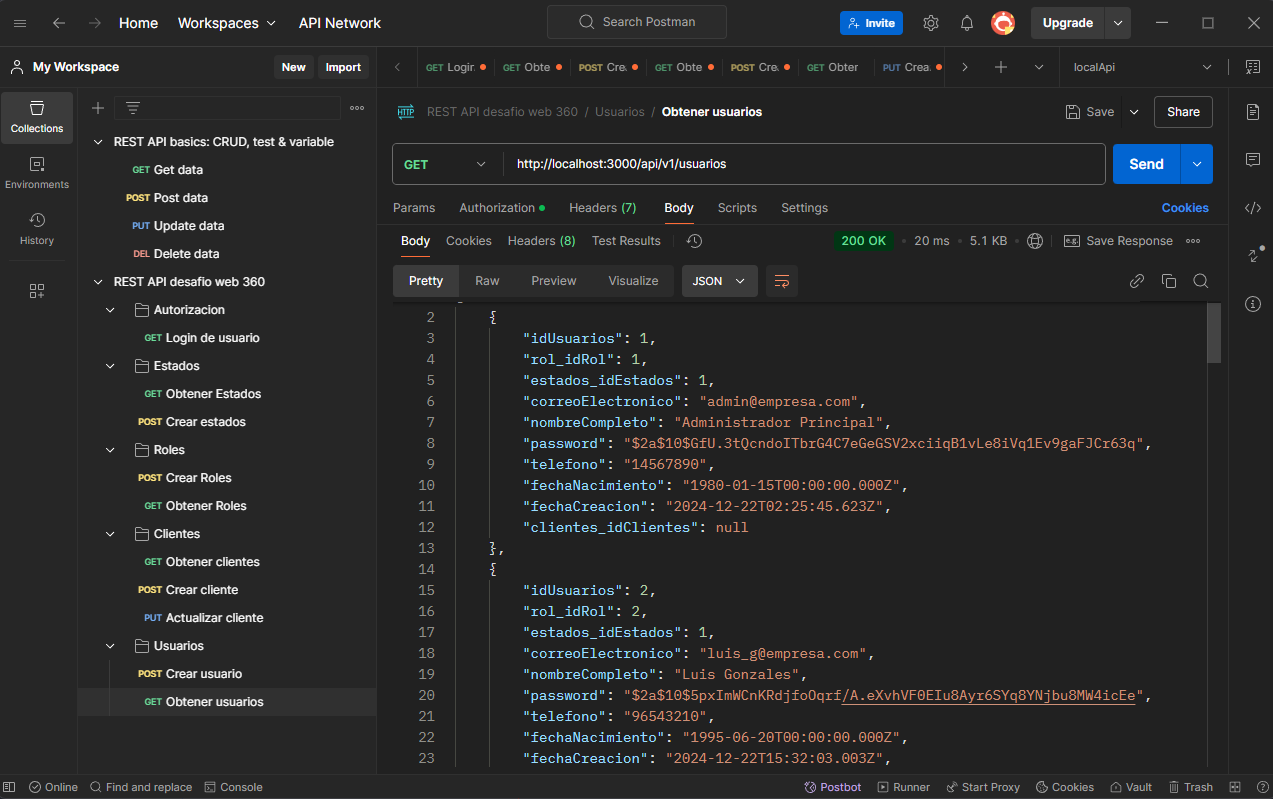 Home Workspaces API Network Search Postman Invite Upgrade
My Workspace New Import
GET Login GET Obte POST Cre GET Obte POST Cre GET Obter PUT Crea localApi
Collections
Environments
History
REST API basics: CRUD, test & variable
GET Get data
POST Post data
PUT Update data
DEL Delete data
REST API desafio web 360
Autorizacion
GET Login de usuario
Estados
GET Obtener Estados
POST Crear estados
Roles
POST Crear Roles
GET Obtener Roles
Clientes
GET Obtener clientes
POST Crear cliente
PUT Actualizar cliente
Usuarios
POST Crear usuario
GET Obtener usuarios
HTTP REST API desafio web 360 / Usuarios / Obtener usuarios Save Share
GET http://localhost:3000/api/v1/usuarios Send
Params Authorization Headers (7) Body Scripts Settings Cookies
Body Cookies Headers (8) Test Results 200 OK 20 ms 5.1 KB e.g. Save Response
Pretty Raw Preview Visualize JSON
2 {
3 "idUsuarios": 1,
4 "rol_idRol": 1,
5 "estados_idEstados": 1,
6 "correoElectronico": "admin@empresa.com",
7 "nombreCompleto": "Administrador Principal",
8 "password": "$2a$10$GfU.3tQcndoITbrG4C7eGeGSV2xciiqB1vLe8iVq1Ev9gaFJCr63q",
9 "telefono": "14567890",
10 "fechaNacimiento": "1980-01-15T00:00:00.000Z",
11 "fechaCreacion": "2024-12-22T02:25:45.623Z",
12 "clientes_idClientes": null
13 },
14 {
15 "idUsuarios": 2,
16 "rol_idRol": 2,
17 "estados_idEstados": 1,
18 "correoElectronico": "luis_g@empresa.com",
19 "nombreCompleto": "Luis Gonzales",
20 "password": "$2a$10$5pxImWCnKRdjfoOqrf/A.eXvhVF0EIu8Ayr6SYq8YNjbu8MW4icEe",
21 "telefono": "96543210",
22 "fechaNacimiento": "1995-06-20T00:00:00.000Z",
23 "fechaCreacion": "2024-12-22T15:32:03.003Z",
Online Find and replace Console Postbot Runner Start Proxy Cookies Vault Trash